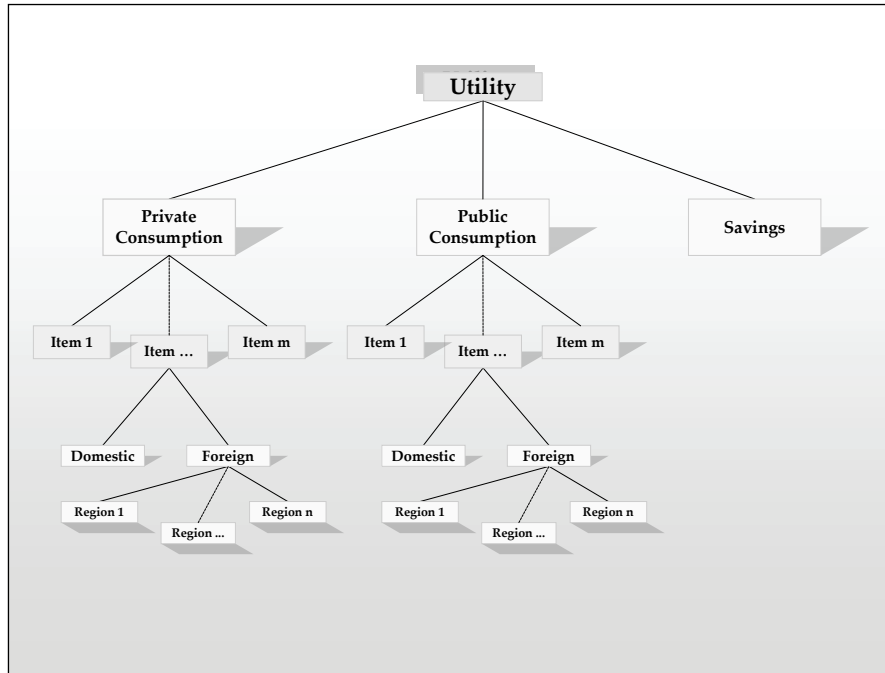 Utility
Private
Consumption
Public
Consumption
Savings
Item 1
Item …
Item m
Item 1
Item …
Item m
Domestic
Foreign
Domestic
Foreign
Region 1
Region ...
Region n
Region 1
Region ...
Region n